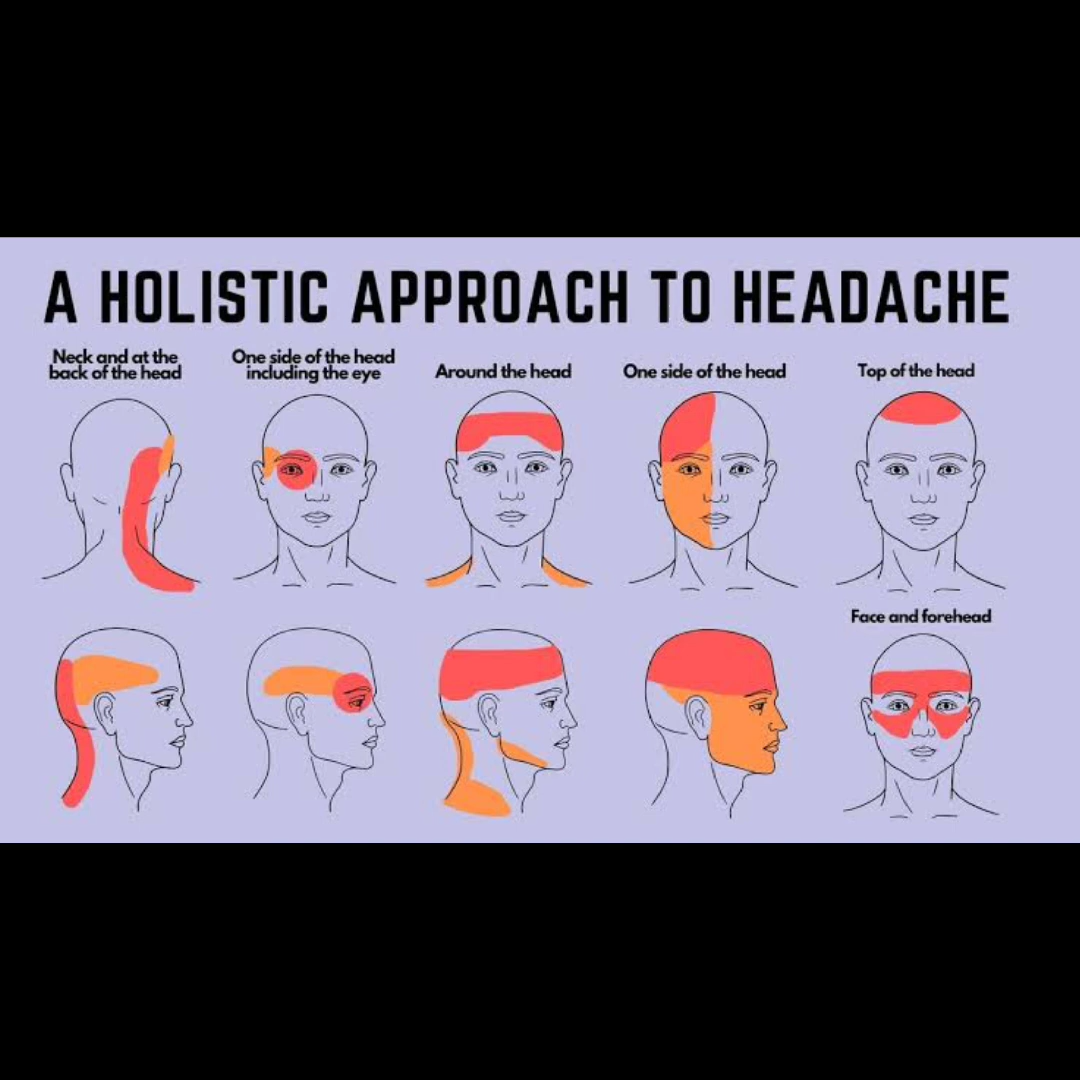 A HOLISTIC APPROACH TO HEADACHE
Neck and at the
back of the head
One side of the head
including the eye
Around the head
One side of the head
Top of the head
Face and forehead